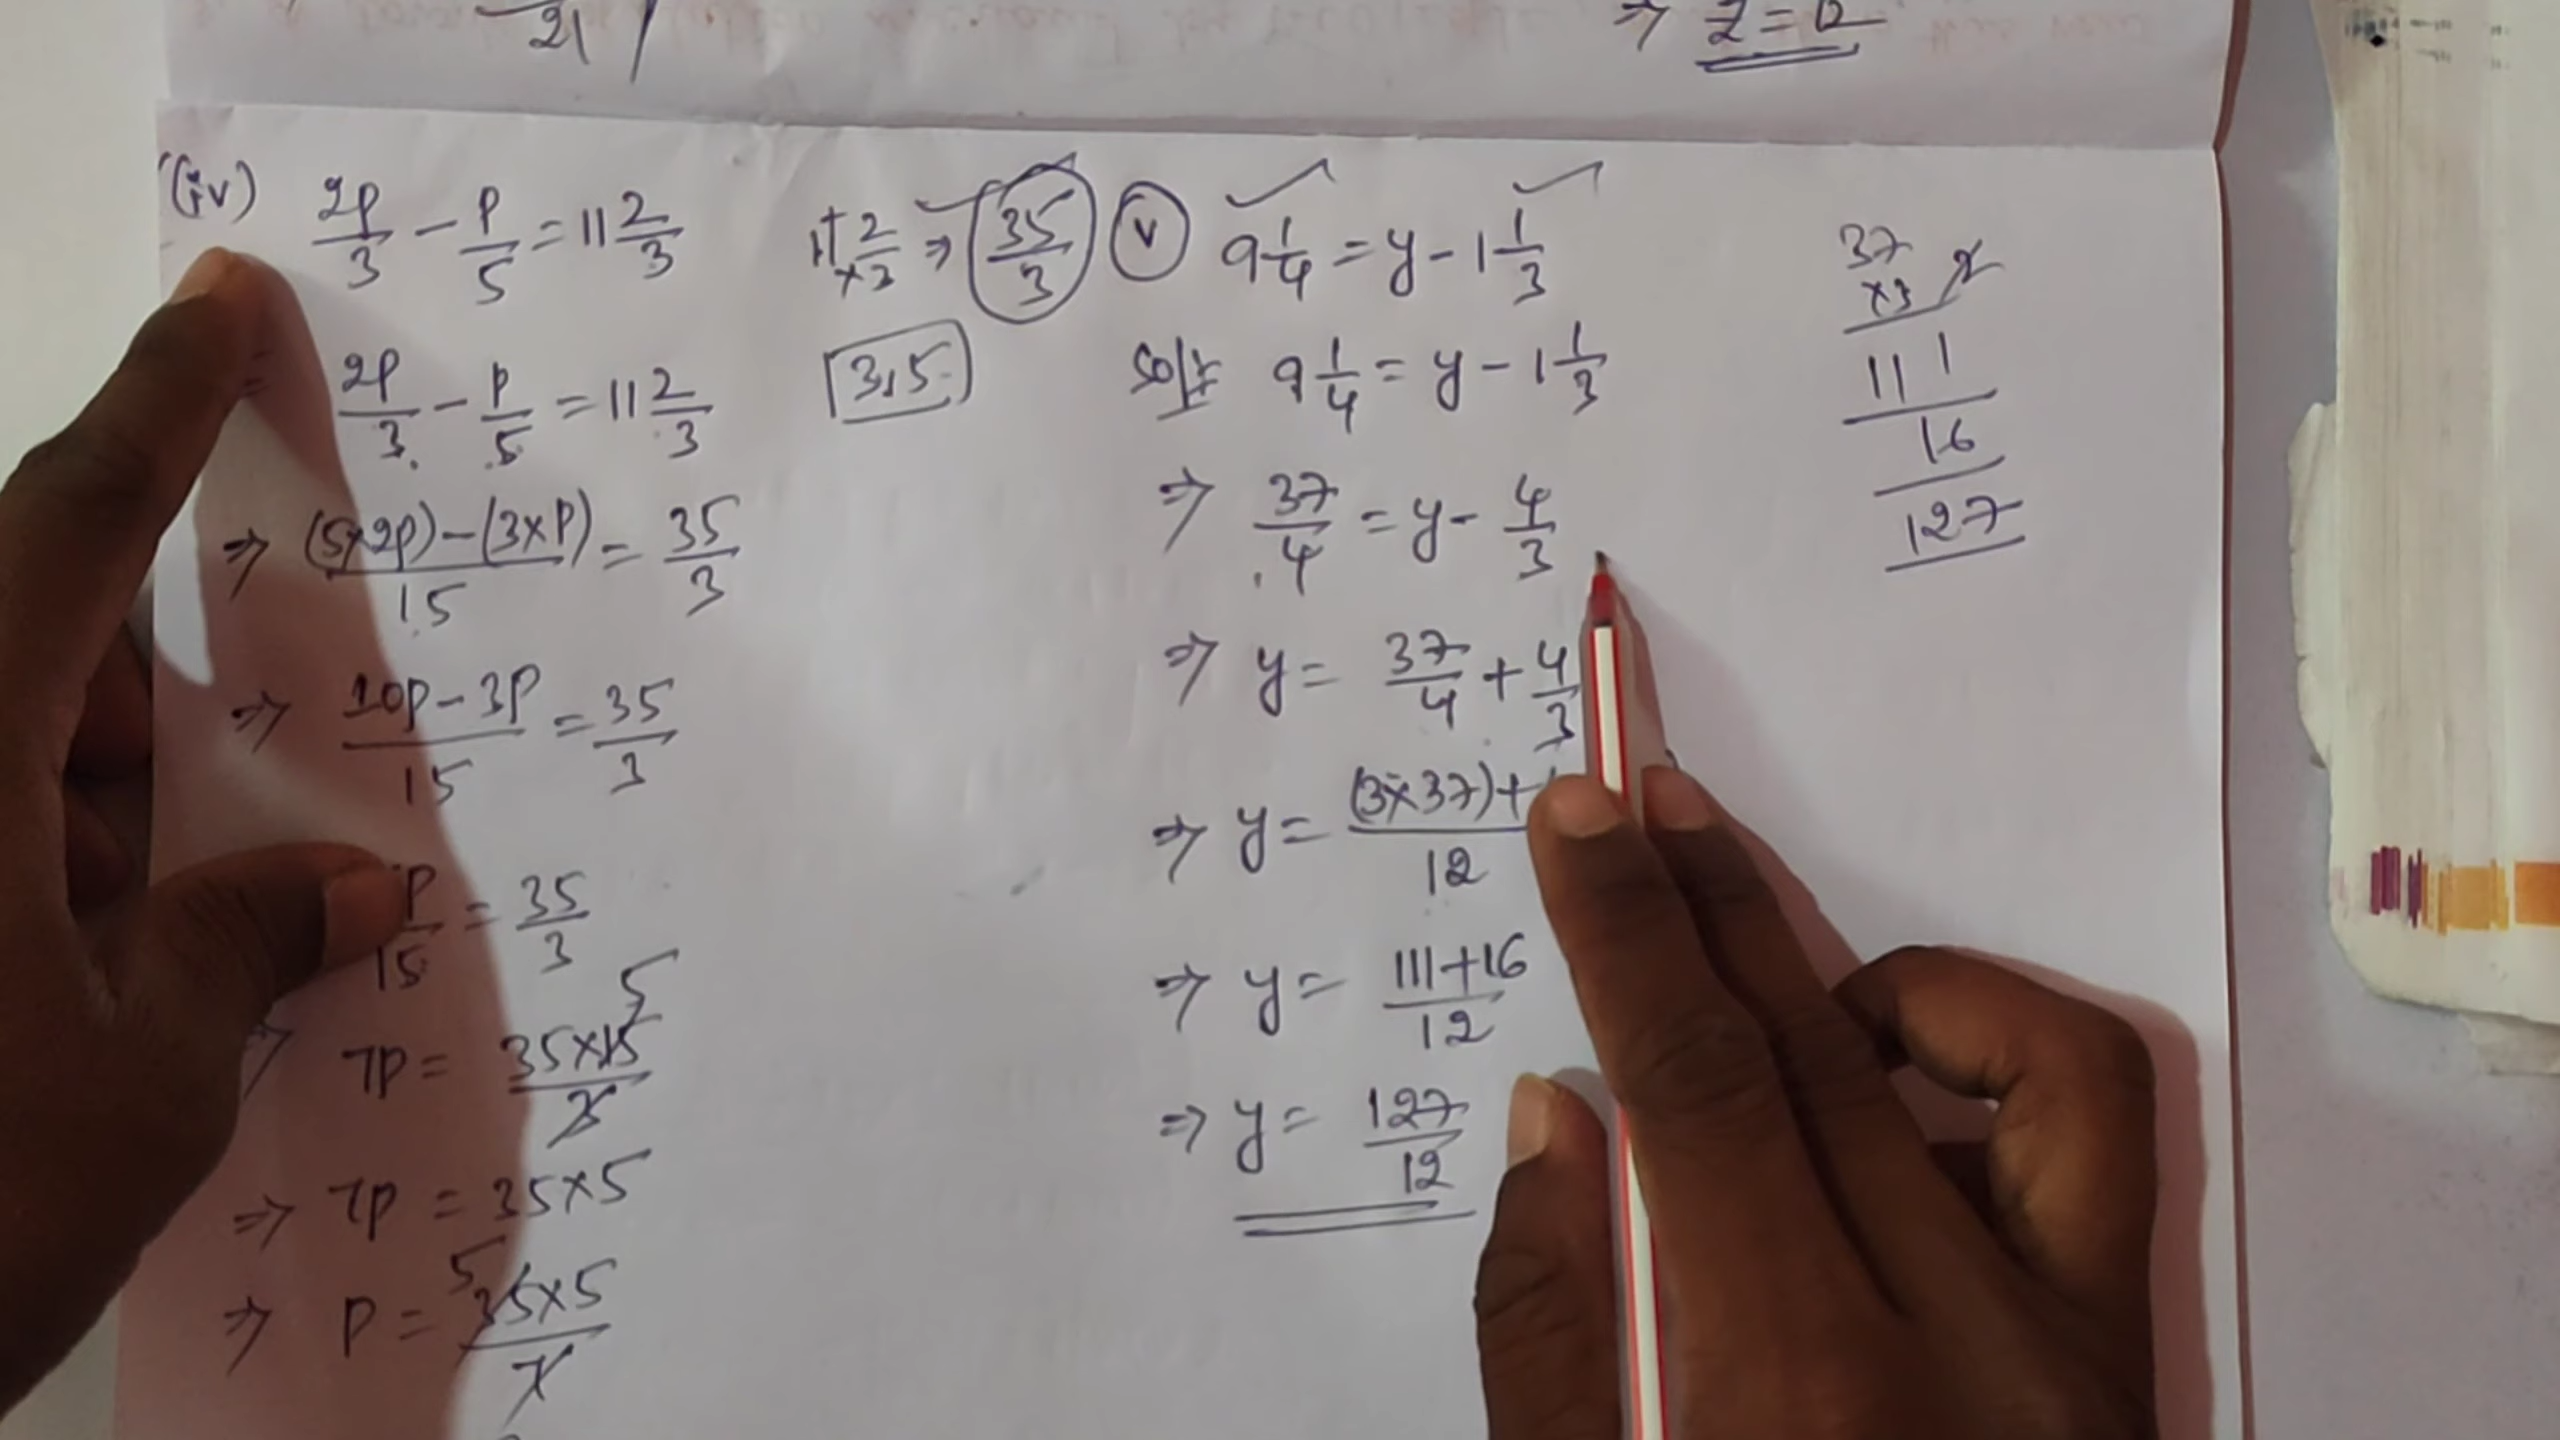 21
⇒ z = 12
(iv) 2p/3 - p/5 = 11 2/3
2p/3 - p/5 = 11 2/3
⇒ (5×2p)-(3×p)/15 = 35/3
⇒ 10p-3p/15 = 35/3
p/15 = 35/3
5
7p = 35×15/3
⇒ 7p = 35×5
5
⇒ p = 35×5/7
11 + 2/×3 ⇒ 35/3
3,5
(v) 9 1/4 = y - 1 1/3
Sol: 9 1/4 = y - 1 1/3
⇒ 37/4 = y - 4/3
⇒ y = 37/4 + 4/3
⇒ y = (3×37)+/12
⇒ y = 111+16/12
⇒ y = 127/12
37 2
×3
111
16
127